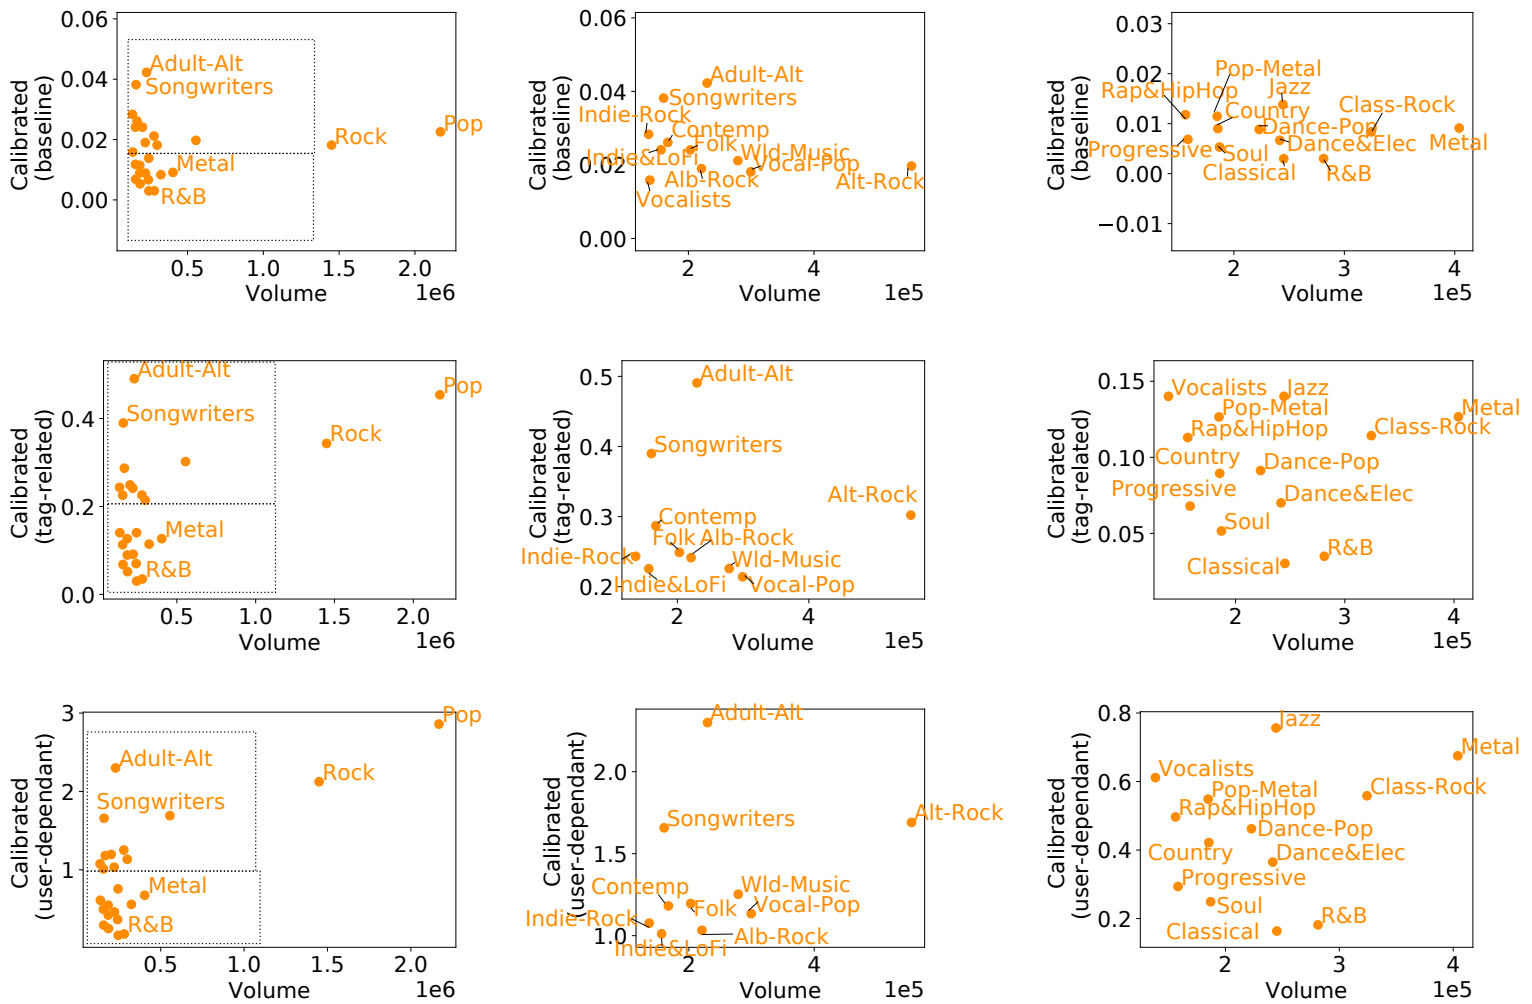 0.06
0.04
0.02
0.00
Calibrated
(baseline)
Adult-Alt
Songwriters
Rock
Pop
Metal
R&B
0.5
1.0
1.5
2.0
Volume
1e6
0.06
0.04
0.02
0.00
Calibrated
(baseline)
Adult-Alt
Songwriters
Indie-Rock
Contemp
Folk
Indie&LoFi
Wld-Music
Alb-Rock
Vocal-Pop
Alt-Rock
Vocalists
2
4
Volume
1e5
0.03
0.02
0.01
0.00
−0.01
Calibrated
(baseline)
Pop-Metal
Rap&HipHop
Jazz
Country
Class-Rock
Dance-Pop
Progressive
Soul
Dance&Elec
Metal
Classical
R&B
2
3
4
Volume
1e5
0.4
0.2
0.0
Calibrated
(tag-related)
Adult-Alt
Songwriters
Pop
Rock
Metal
R&B
0.5
1.0
1.5
2.0
Volume
1e6
0.5
0.4
0.3
0.2
Calibrated
(tag-related)
Adult-Alt
Songwriters
Alt-Rock
Contemp
Folk
Alb-Rock
Indie-Rock
Wld-Music
Indie&LoFi
Vocal-Pop
2
4
Volume
1e5
0.15
0.10
0.05
Calibrated
(tag-related)
Vocalists
Jazz
Pop-Metal
Metal
Rap&HipHop
Class-Rock
Country
Dance-Pop
Progressive
Dance&Elec
Soul
R&B
Classical
2
3
4
Volume
1e5
3
2
1
Calibrated
(user-dependant)
Pop
Adult-Alt
Rock
Songwriters
Metal
R&B
0.5
1.0
1.5
2.0
Volume
1e6
2.0
1.5
1.0
Calibrated
(user-dependant)
Adult-Alt
Songwriters
Alt-Rock
Contemp
Wld-Music
Folk
Vocal-Pop
Indie-Rock
Alb-Rock
Indie&LoFi
2
4
Volume
1e5
0.8
0.6
0.4
0.2
Calibrated
(user-dependant)
Jazz
Metal
Vocalists
Pop-Metal
Class-Rock
Rap&HipHop
Dance-Pop
Country
Dance&Elec
Progressive
Soul
R&B
Classical
2
3
4
Volume
1e5